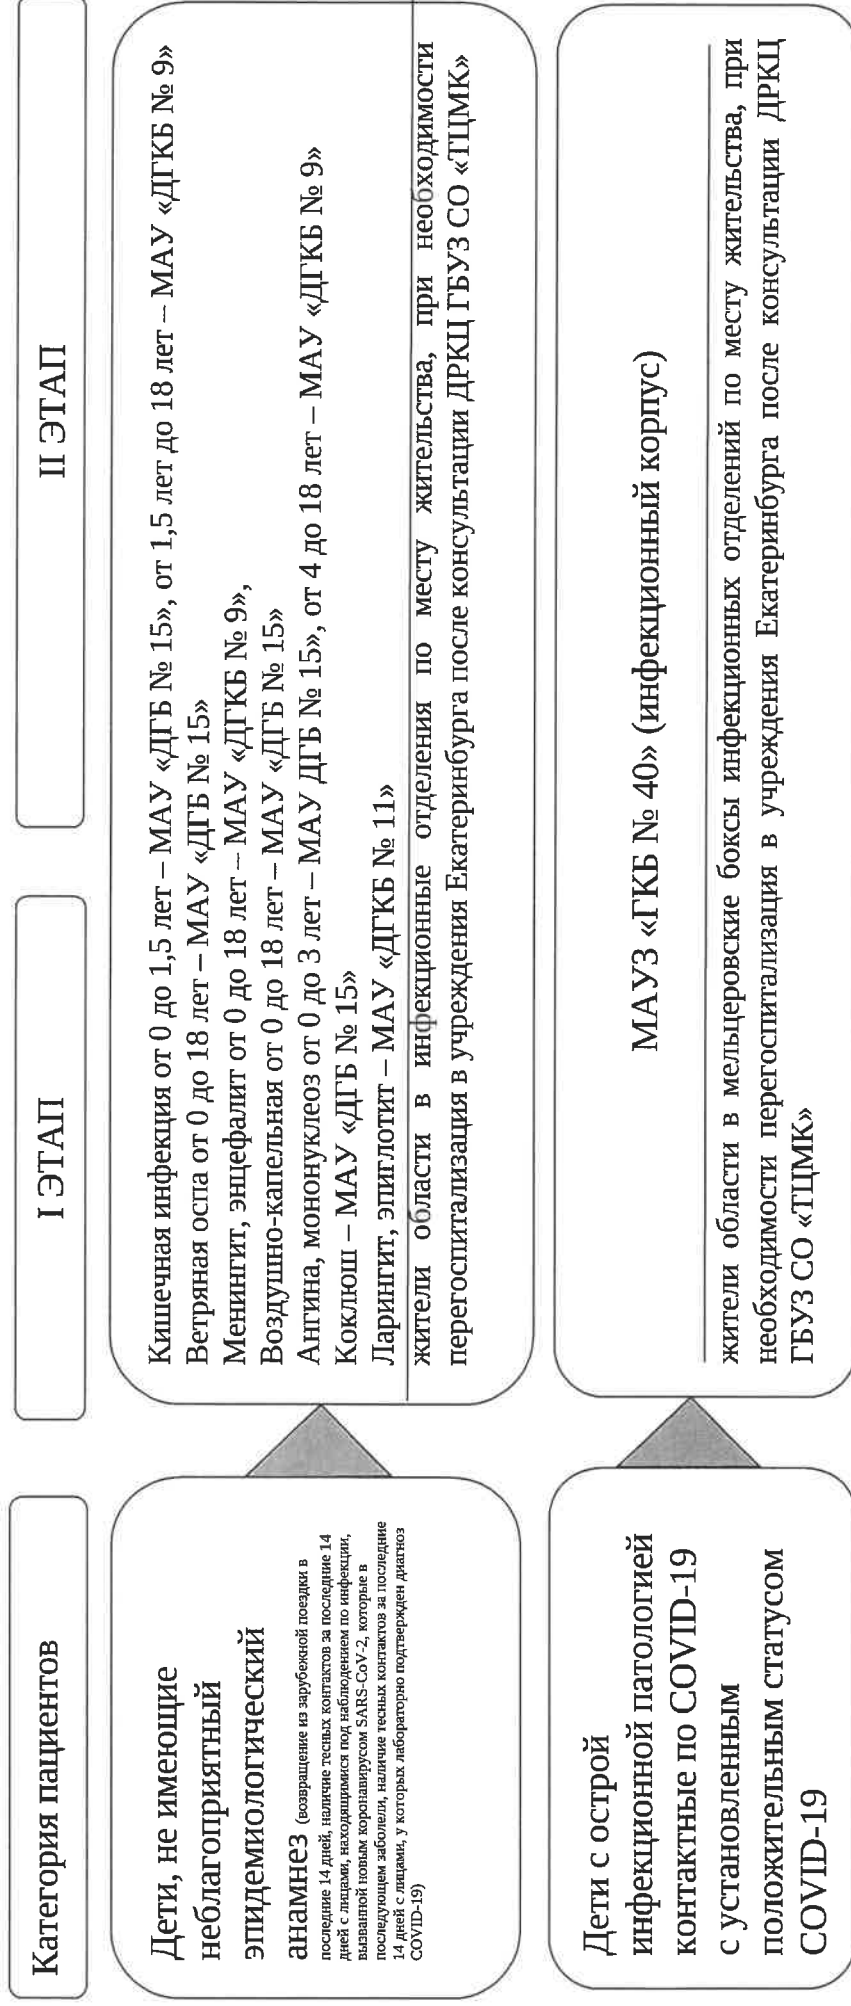 Категория пациентов
I ЭТАП
II ЭТАП
Дети, не имеющие
неблагоприятный
эпидемиологический
анамнез (возвращение из зарубежной поездки в
последние 14 дней, наличие тесных контактов за последние 14
дней с лицами, находящимися под наблюдением по инфекции,
вызванной новым коронавирусом SARS-CoV-2, которые в
последующем заболели, наличие тесных контактов за последние
14 дней с лицами, у которых лабораторно подтвержден диагноз
COVID-19)
Кишечная инфекция от 0 до 1,5 лет – МАУ «ДГБ № 15», от 1,5 лет до 18 лет – МАУ «ДГКБ № 9»
Ветряная оспа от 0 до 18 лет – МАУ «ДГБ № 15»
Менингит, энцефалит от 0 до 18 лет – МАУ «ДГКБ № 9»,
Воздушно-капельная от 0 до 18 лет – МАУ «ДГБ № 15»
Ангина, мононуклеоз от 0 до 3 лет – МАУ ДГБ № 15», от 4 до 18 лет – МАУ «ДГКБ № 9»
Коклюш – МАУ «ДГБ № 15»
Ларингит, эпиглотит – МАУ «ДГКБ № 11»
жители области в инфекционные отделения по месту жительства, при необходимости
перегоспитализация в учреждения Екатеринбурга после консультации ДРКЦ ГБУЗ СО «ТЦМК»
Дети с острой
инфекционной патологией
контактные по COVID-19
с установленным
положительным статусом
COVID-19
МАУЗ «ГКБ № 40» (инфекционный корпус)
жители области в мельцеровские боксы инфекционных отделений по месту жительства, при
необходимости перегоспитализация в учреждения Екатеринбурга после консультации ДРКЦ
ГБУЗ СО «ТЦМК»